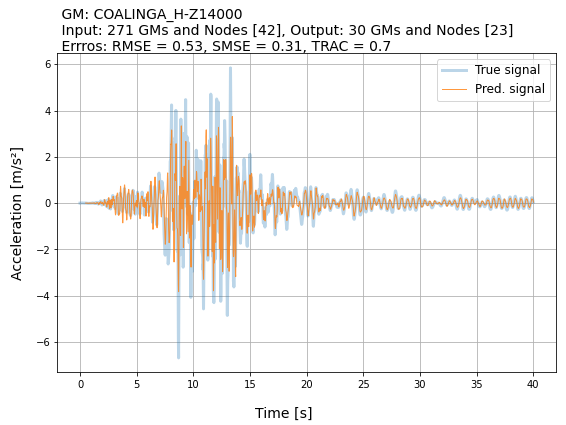 GM: COALINGA_H-Z14000
Input: 271 GMs and Nodes [42], Output: 30 GMs and Nodes [23]
Errros: RMSE = 0.53, SMSE = 0.31, TRAC = 0.7
True signal
Pred. signal
Acceleration [m/s²]
6
4
2
0
−2
−4
−6
0 5 10 15 20 25 30 35 40
Time [s]